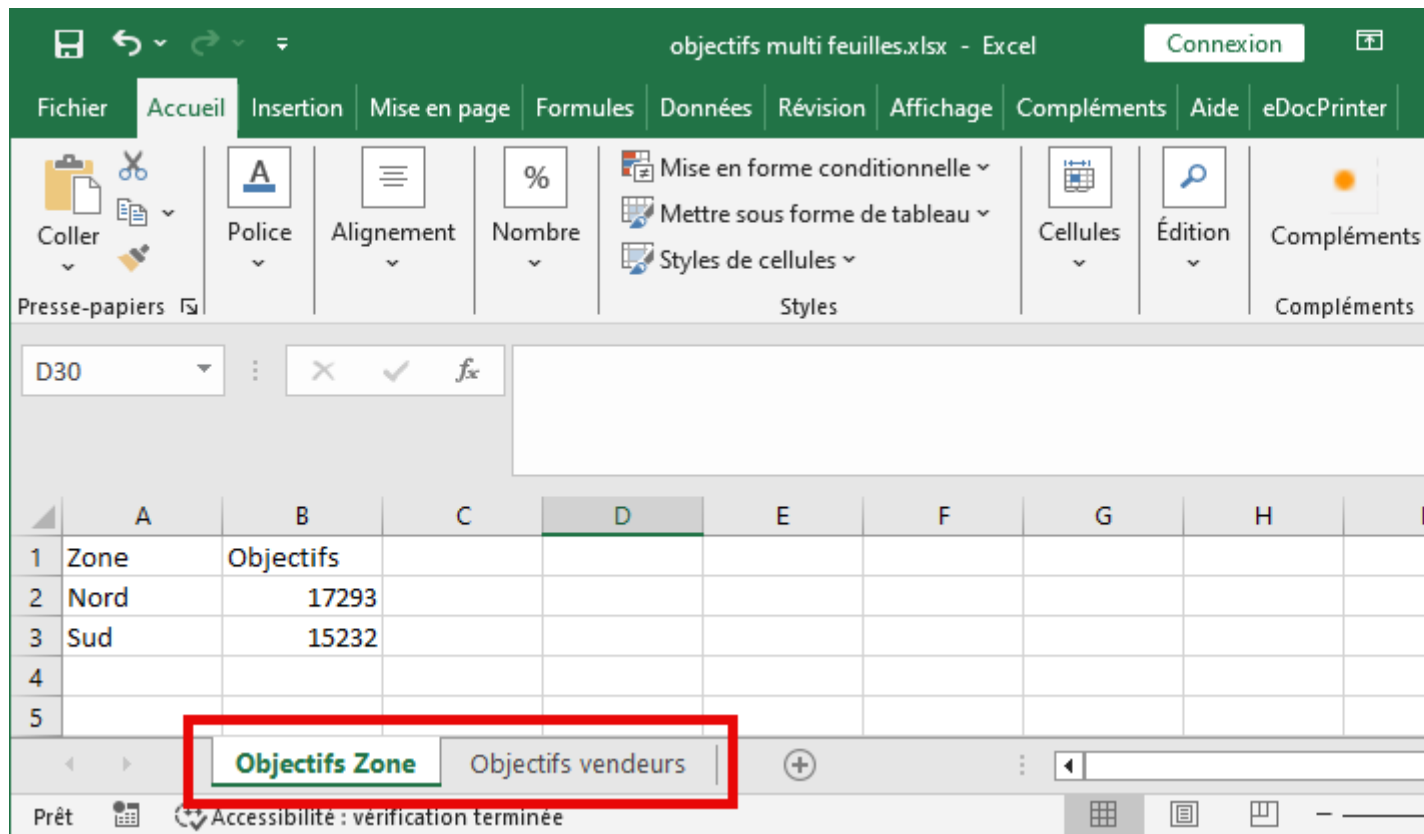 objectifs multi feuilles.xlsx - Excel Connexion
Fichier Accueil Insertion Mise en page Formules Données Révision Affichage Compléments Aide eDocPrinter
Mise en forme conditionnelle
Mettre sous forme de tableau
Styles de cellules
Coller Police Alignement Nombre Cellules Édition Compléments
Presse-papiers Styles Compléments
D30 fx
A B C D E F G H
1 Zone Objectifs
2 Nord 17293
3 Sud 15232
4
5
Objectifs Zone Objectifs vendeurs
Prêt Accessibilité : vérification terminée